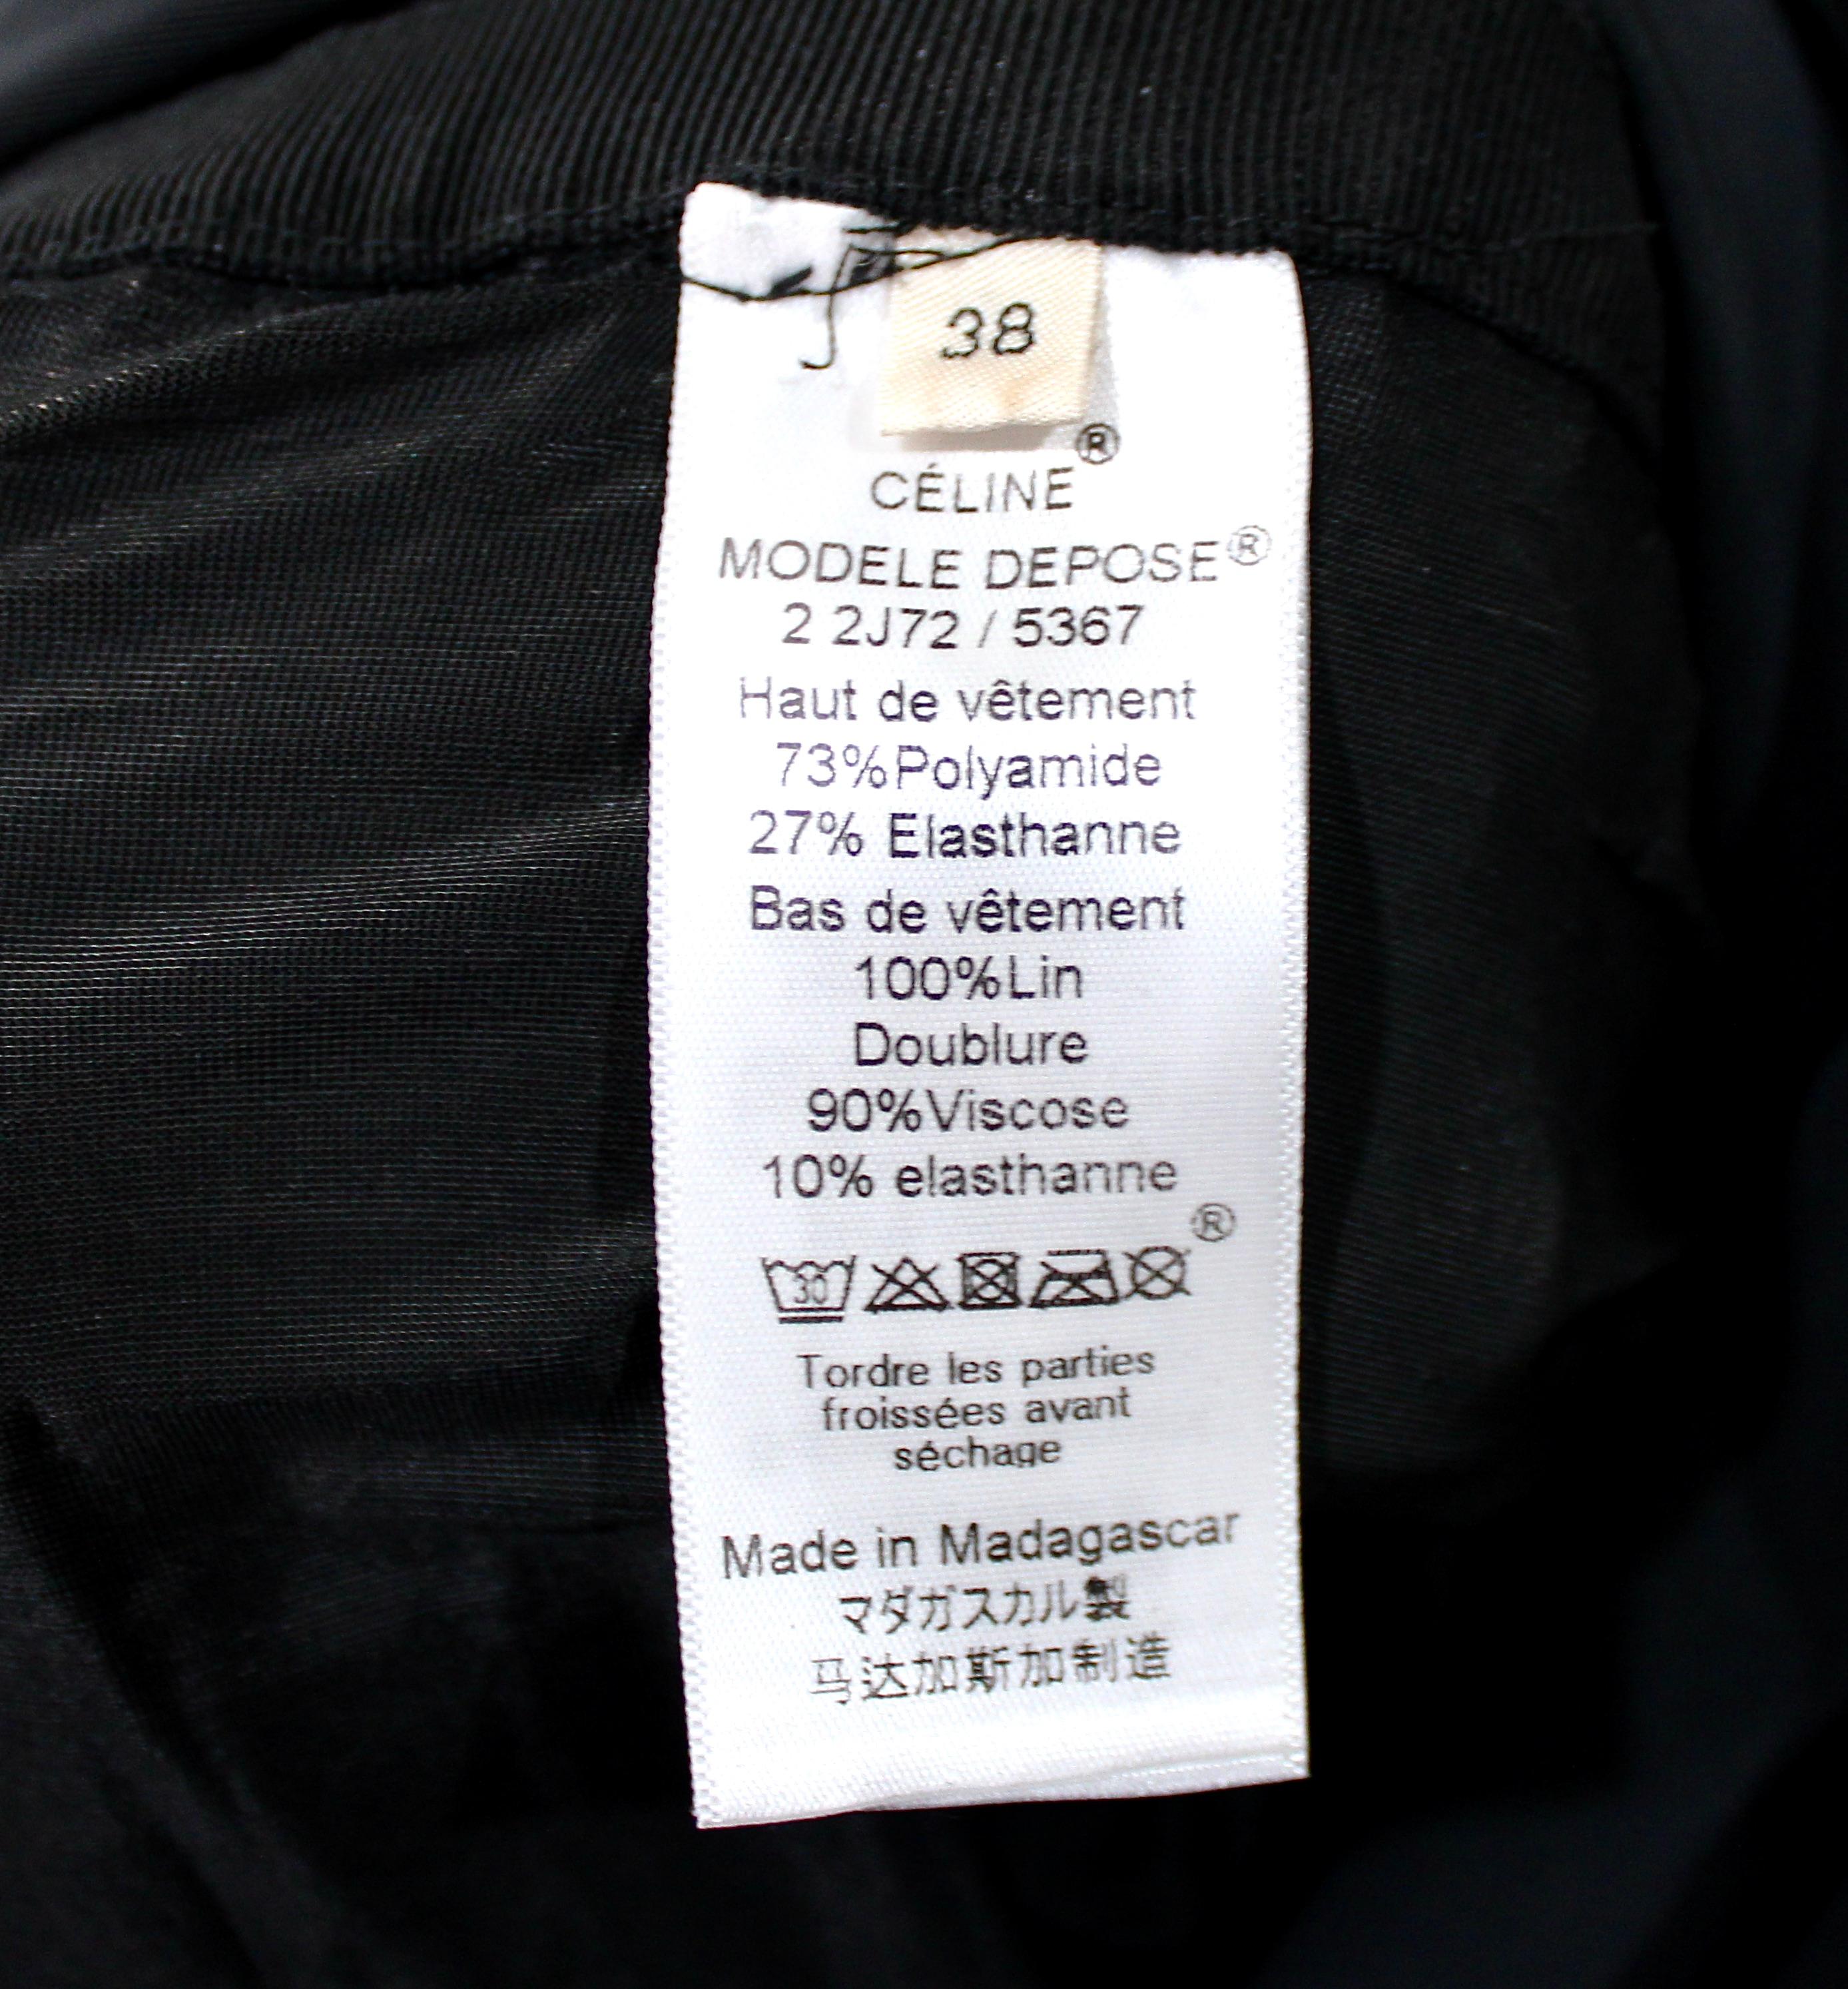 38
CÉLINE®
MODELE DEPOSE®
2 2J72 / 5367
Haut de vêtement
73%Polyamide
27% Elasthanne
Bas de vêtement
100%Lin
Doublure
90%Viscose
10% elasthanne
®
30
Tordre les parties
froissées avant
séchage
Made in Madagascar
マダガスカル製
马达加斯加制造